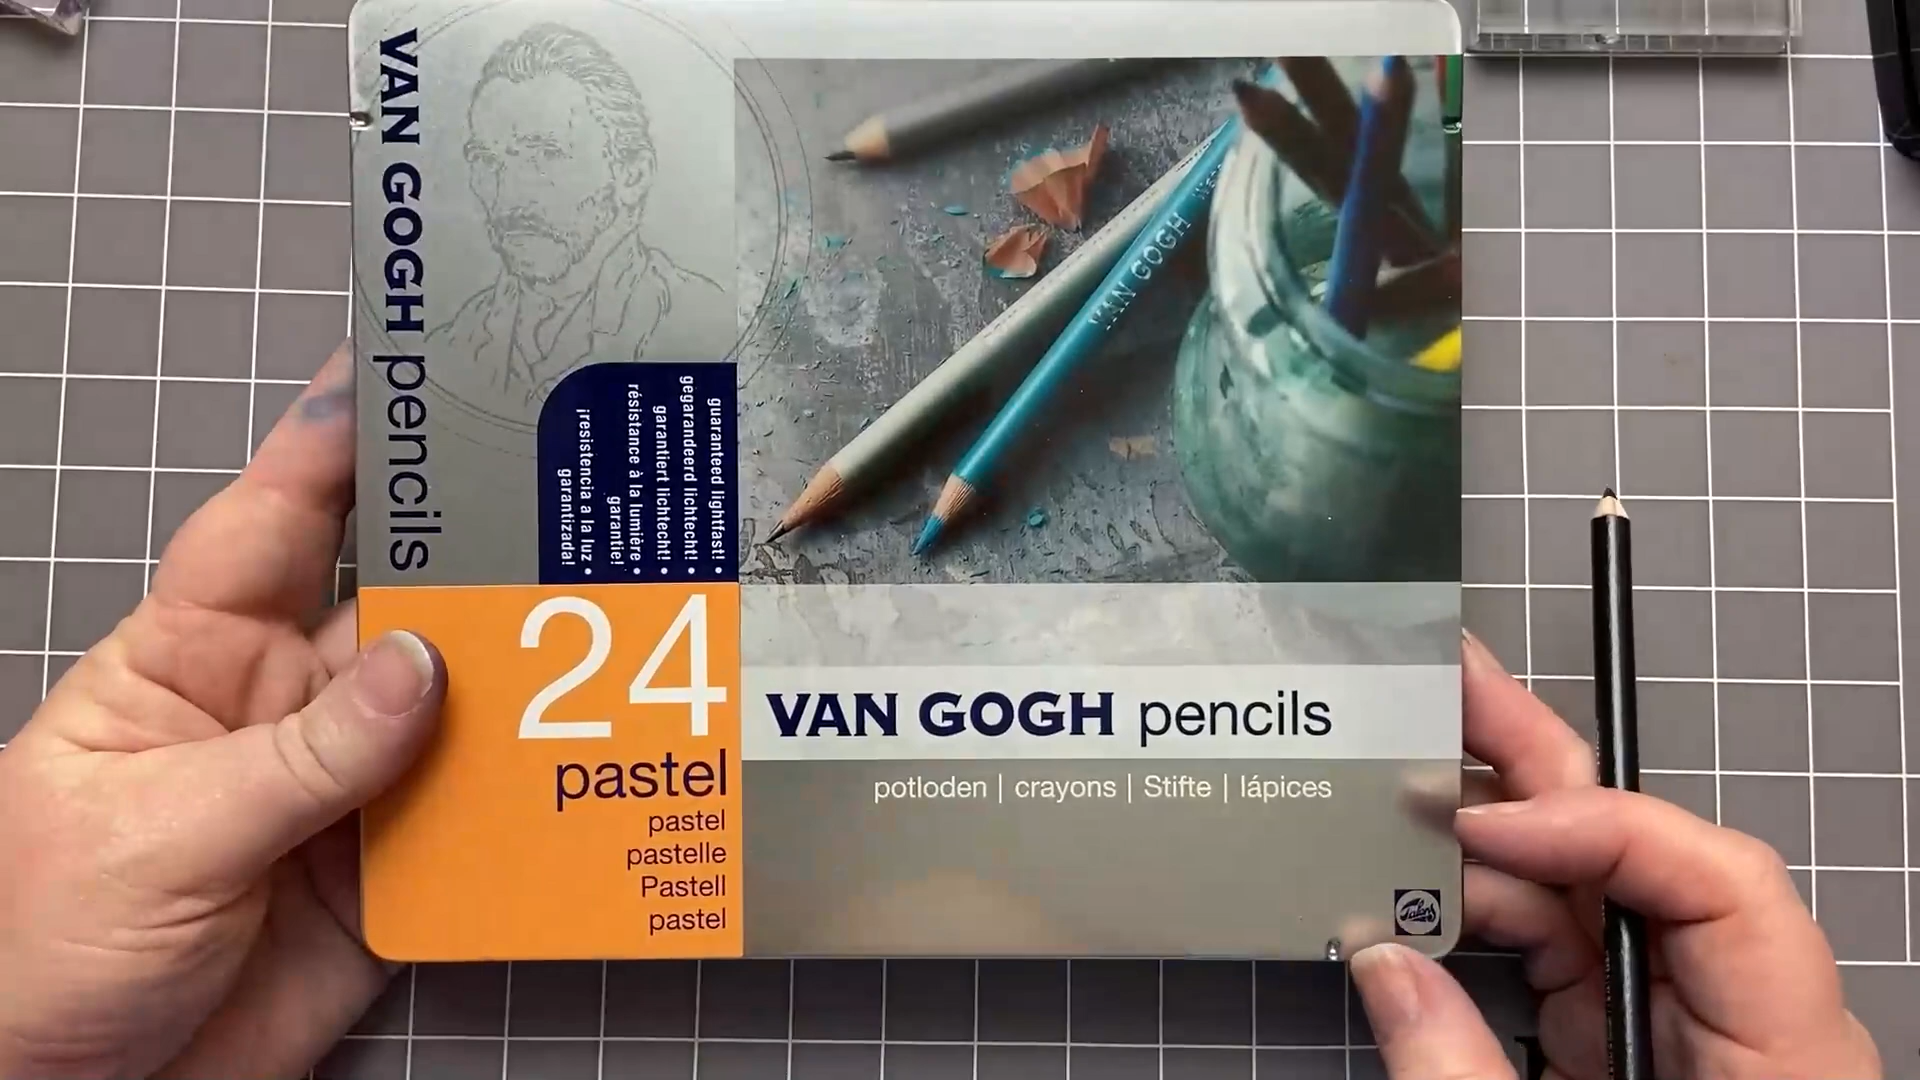 VAN GOGH pencils
guaranteed lightfast! •
gegarandeerd lichtecht! •
garantiert lichtecht! •
résistance à la lumière •
garantie!
¡resistencia a la luz •
garantizada!
VAN GOGH
24
pastel
pastel
pastelle
Pastell
pastel
VAN GOGH pencils
potloden | crayons | Stifte | lápices
Talens